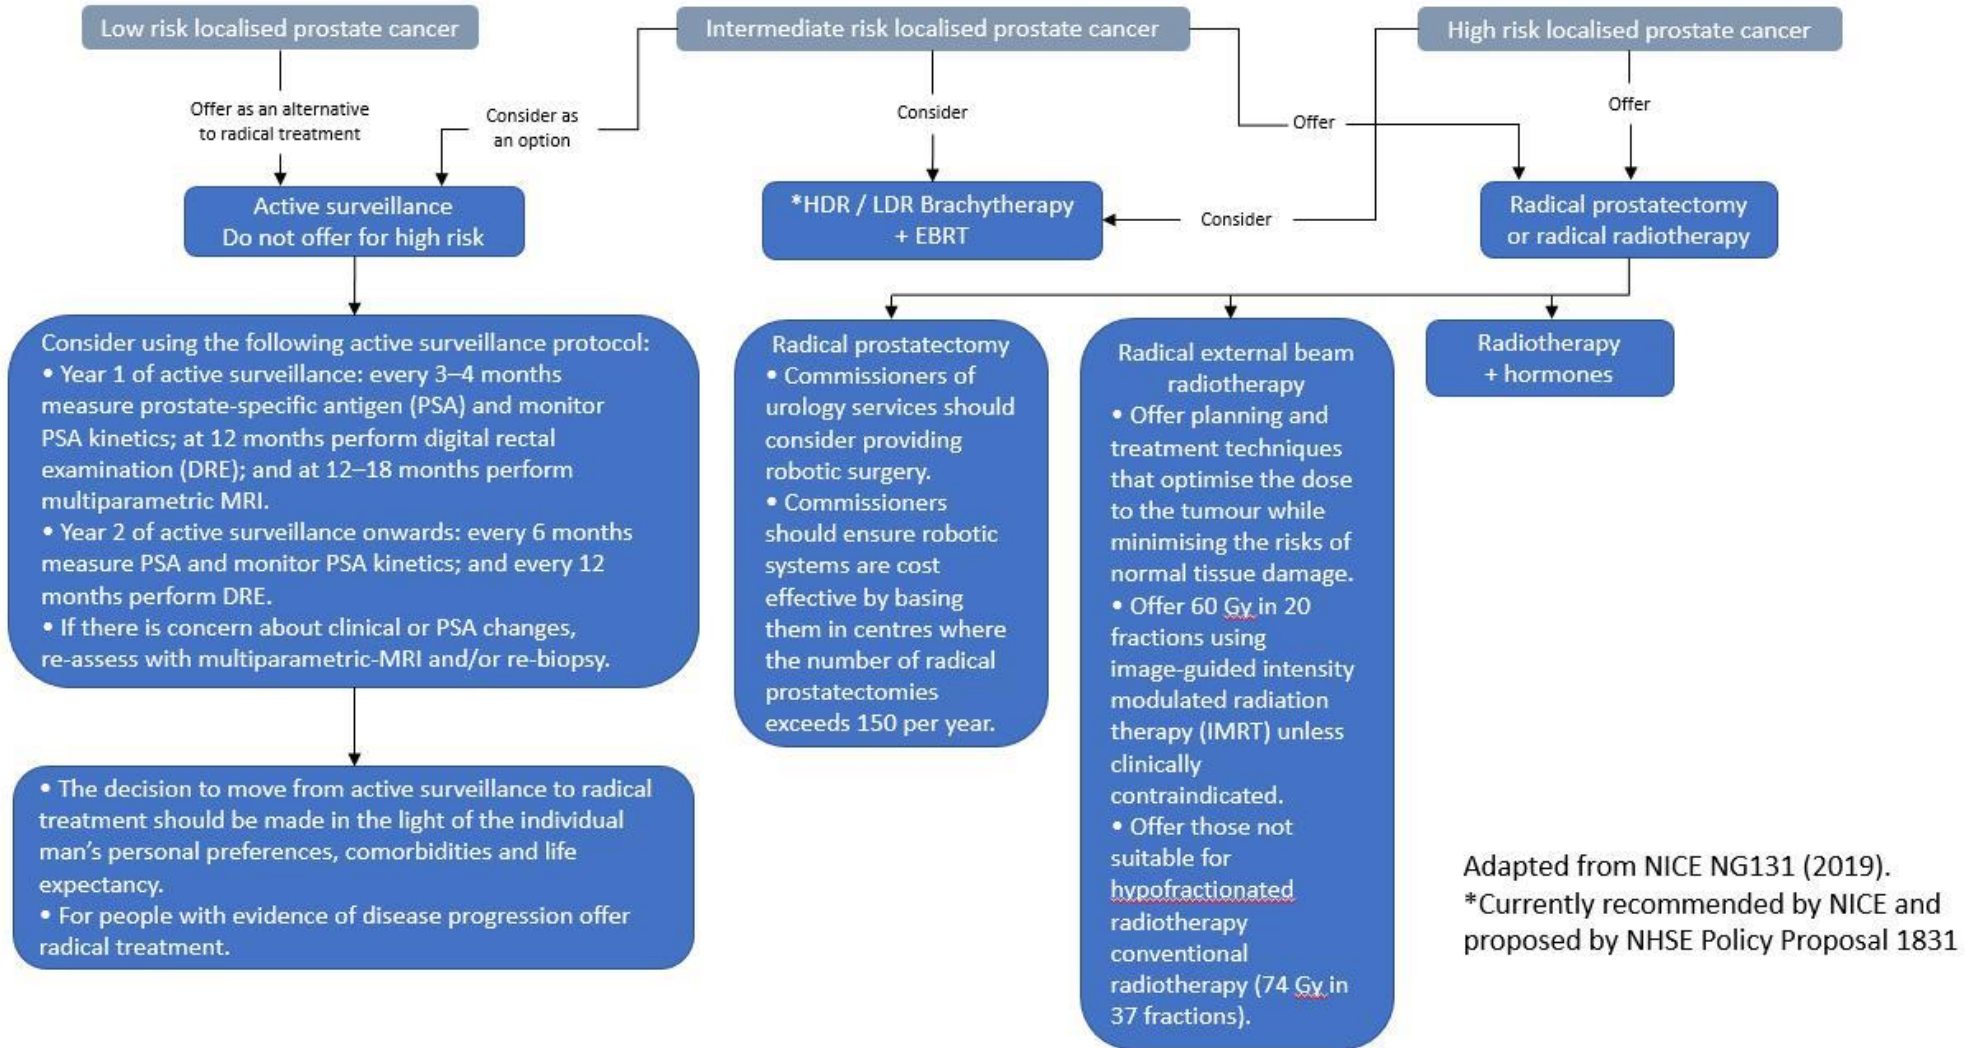 Low risk localised prostate cancer
Intermediate risk localised prostate cancer
High risk localised prostate cancer
Offer as an alternative
to radical treatment
Consider as
an option
Consider
Offer
Offer
Active surveillance
Do not offer for high risk
*HDR / LDR Brachytherapy
+ EBRT
Consider
Radical prostatectomy
or radical radiotherapy
Consider using the following active surveillance protocol:
• Year 1 of active surveillance: every 3–4 months
measure prostate-specific antigen (PSA) and monitor
PSA kinetics; at 12 months perform digital rectal
examination (DRE); and at 12–18 months perform
multiparametric MRI.
• Year 2 of active surveillance onwards: every 6 months
measure PSA and monitor PSA kinetics; and every 12
months perform DRE.
• If there is concern about clinical or PSA changes,
re-assess with multiparametric-MRI and/or re-biopsy.
Radical prostatectomy
• Commissioners of
urology services should
consider providing
robotic surgery.
• Commissioners
should ensure robotic
systems are cost
effective by basing
them in centres where
the number of radical
prostatectomies
exceeds 150 per year.
Radical external beam
radiotherapy
• Offer planning and
treatment techniques
that optimise the dose
to the tumour while
minimising the risks of
normal tissue damage.
• Offer 60 Gy in 20
fractions using
image-guided intensity
modulated radiation
therapy (IMRT) unless
clinically
contraindicated.
• Offer those not
suitable for
hypofractionated
radiotherapy
conventional
radiotherapy (74 Gy in
37 fractions).
Radiotherapy
+ hormones
• The decision to move from active surveillance to radical
treatment should be made in the light of the individual
man's personal preferences, comorbidities and life
expectancy.
• For people with evidence of disease progression offer
radical treatment.
Adapted from NICE NG131 (2019).
*Currently recommended by NICE and
proposed by NHSE Policy Proposal 1831